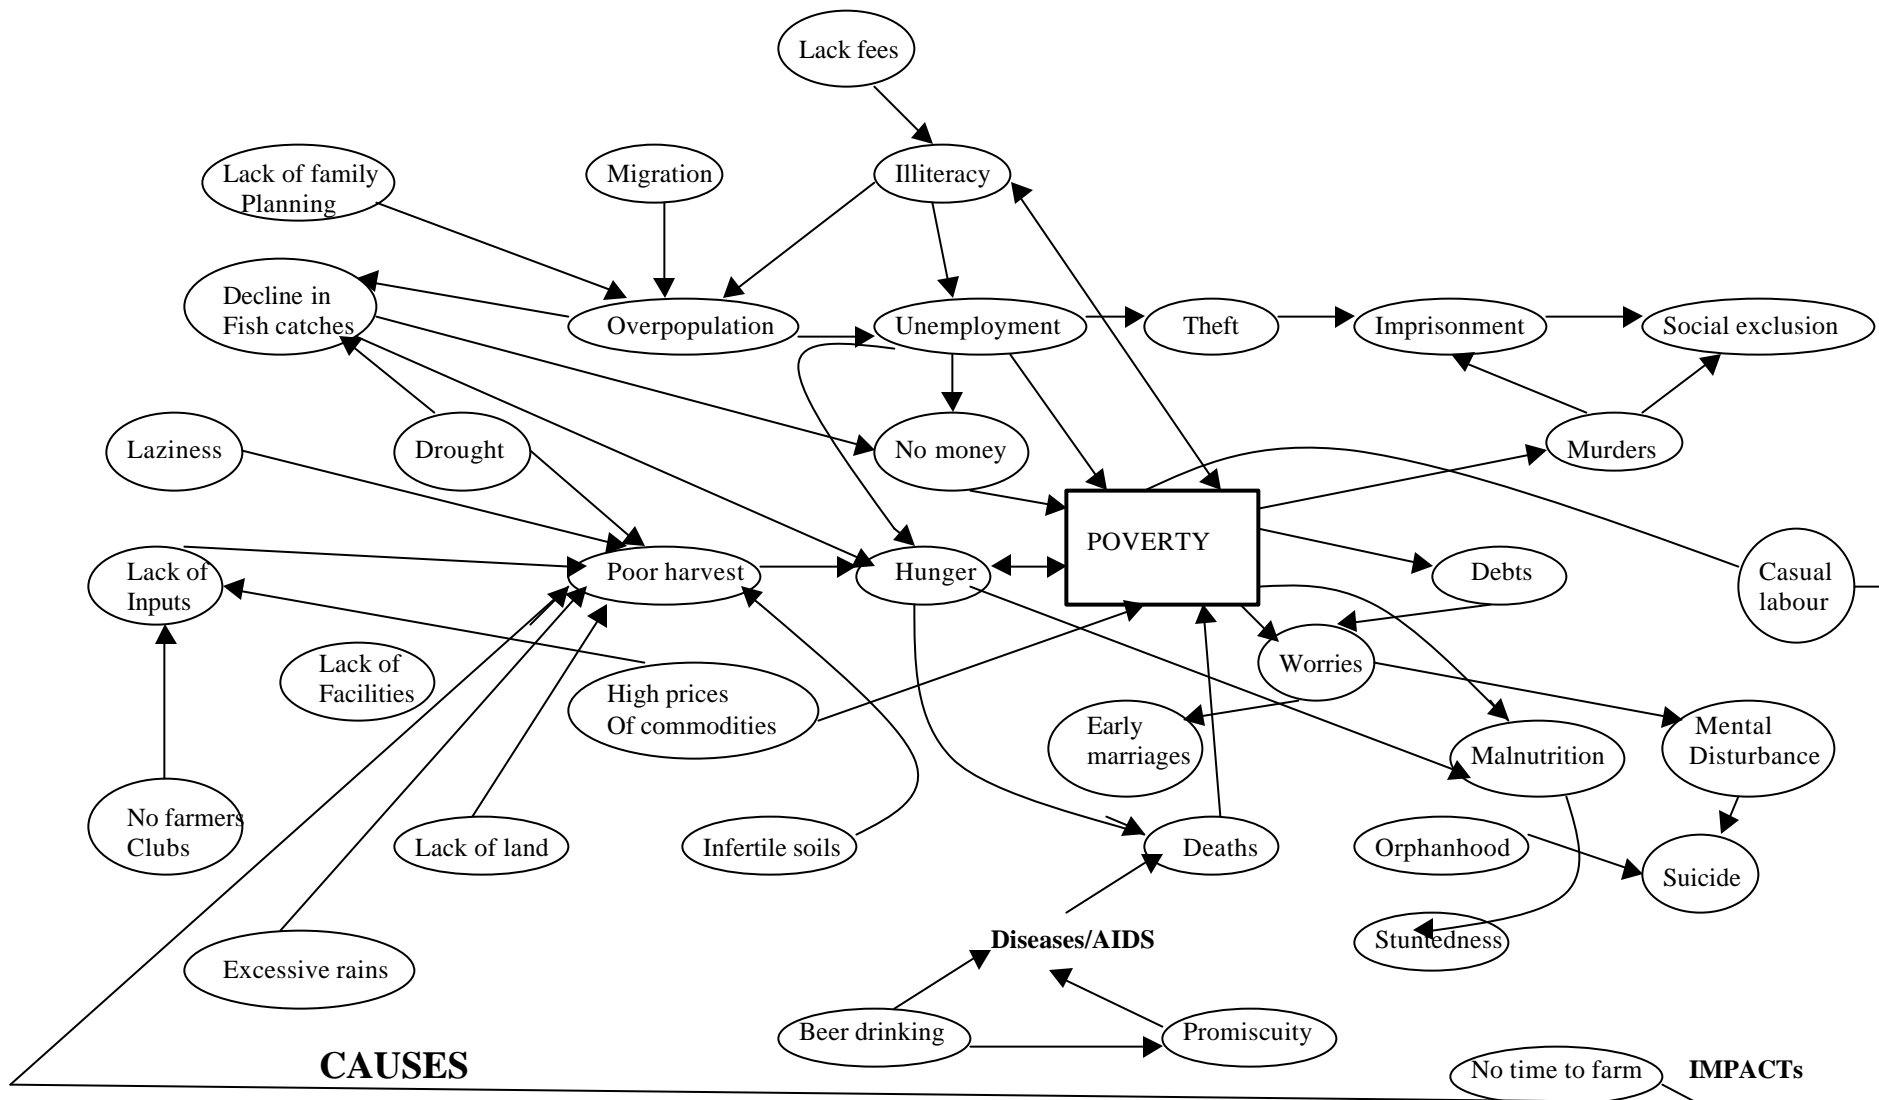 Lack fees
Lack of family
Planning
Migration
Illiteracy
Decline in
Fish catches
Overpopulation
Unemployment
Theft
Imprisonment
Social exclusion
Laziness
Drought
No money
Murders
POVERTY
Lack of
Inputs
Poor harvest
Hunger
Debts
Casual
labour
Lack of
Facilities
High prices
Of commodities
Worries
Early
marriages
Malnutrition
Mental
Disturbance
No farmers
Clubs
Lack of land
Infertile soils
Deaths
Orphanhood
Suicide
Diseases/AIDS
Stuntedness
Excessive rains
Beer drinking
Promiscuity
CAUSES
No time to farm
IMPACTs